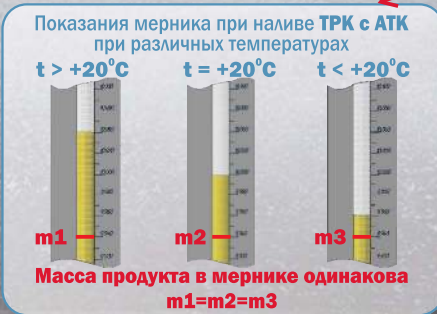 Показания мерника при наливе ТРК с АТК
при различных температурах
t > +20°C t = +20°C t < +20°C
m1 m2 m3
Масса продукта в мернике одинакова
m1=m2=m3